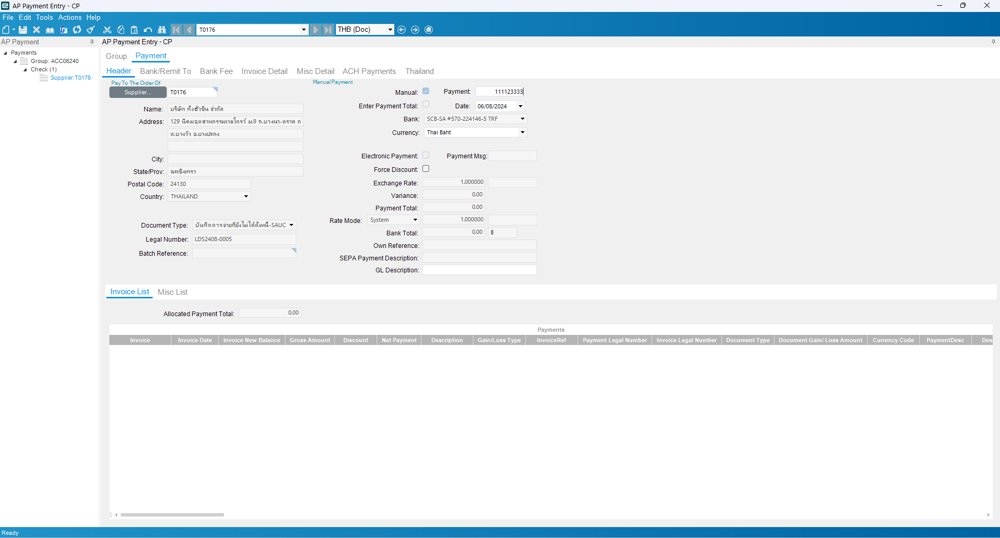 AP Payment Entry - CP
File Edit Tools Actions Help
T0176 THB (Doc)
AP Payment
AP Payment Entry - CP
Payments
Group: ACC06240
Check (1)
Supplier:T0176
Group Payment
Header Bank/Remit To Bank Fee Invoice Detail Misc Detail ACH Payments Thailand
Pay To The Order Of
Supplier... T0176
Name: บริษัท ทั้งฮั่วซิน จำกัด
Address: 129 นิคมอุตสาหกรรมเวลโกรว์ ม.9 ถ.บางนา-ตราด ก
ต.บางวัว อ.บางปะกง
City:
State/Prov: ฉะเชิงเทรา
Postal Code: 24130
Country: THAILAND
Document Type: บันทึกการจ่ายที่ยังไม่ได้ตั้งหนี้-SAUC
Legal Number: LDS2408-0005
Batch Reference:
Manual Payment
Manual: Payment: 111123333
Enter Payment Total: Date: 06/08/2024
Bank: SCB-SA #570-224146-5 TRF
Currency: Thai Baht
Electronic Payment: Payment Msg:
Force Discount:
Exchange Rate: 1.000000
Variance: 0.00
Payment Total: 0.00
Rate Mode: System 1.000000
Bank Total: 0.00 ฿
Own Reference:
SEPA Payment Description:
GL Description:
Invoice List Misc List
Allocated Payment Total: 0.00
Payments
Invoice Invoice Date Invoice New Balance Gross Amount Discount Net Payment Description Gain/Loss Type InvoiceRef Payment Legal Number Invoice Legal Number Document Type Document Gain/ Loss Amount Currency Code PaymentDesc Des
Ready